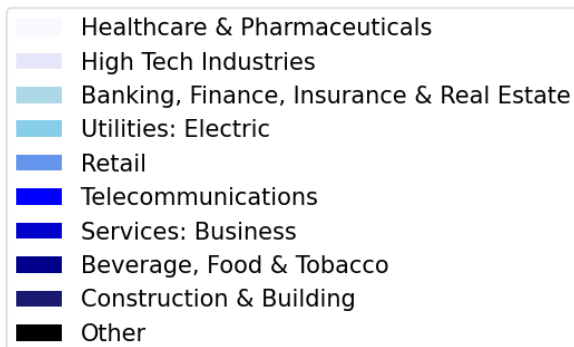 Healthcare & Pharmaceuticals
High Tech Industries
Banking, Finance, Insurance & Real Estate
Utilities: Electric
Retail
Telecommunications
Services: Business
Beverage, Food & Tobacco
Construction & Building
Other